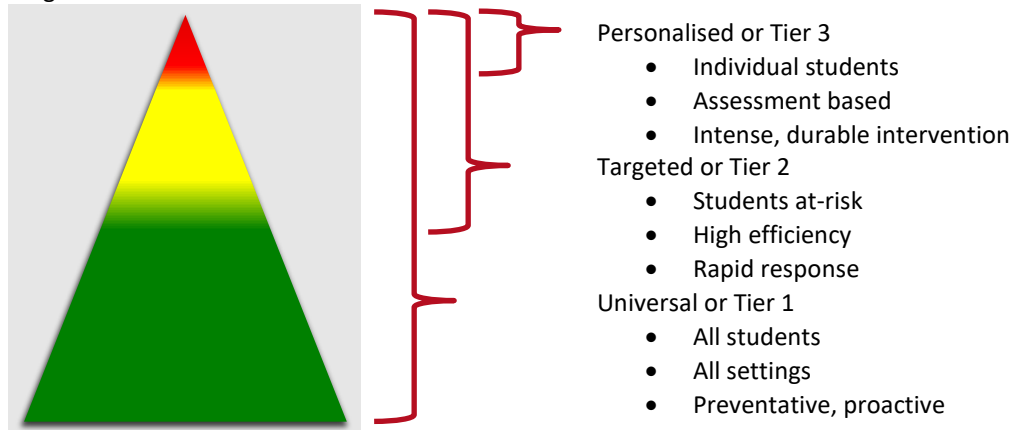 Personalised or Tier 3
• Individual students
• Assessment based
• Intense, durable intervention
Targeted or Tier 2
• Students at-risk
• High efficiency
• Rapid response
Universal or Tier 1
• All students
• All settings
• Preventative, proactive